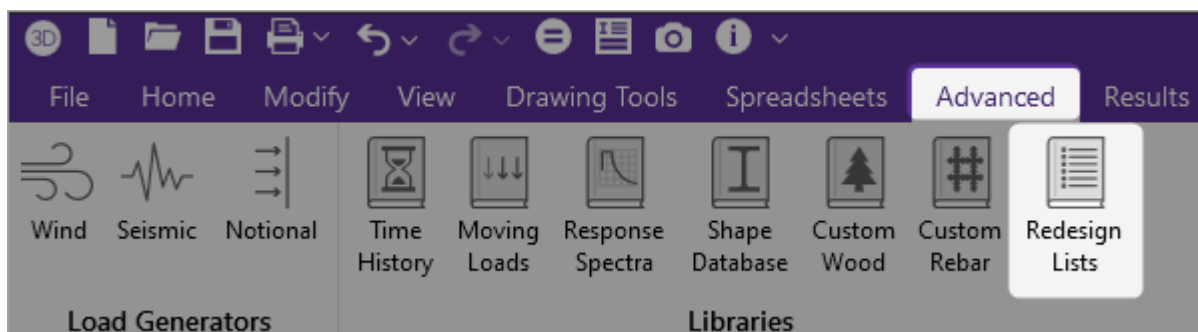 3D
File Home Modify View Drawing Tools Spreadsheets Advanced Results
Wind Seismic Notional Time History Moving Loads Response Spectra Shape Database Custom Wood Custom Rebar Redesign Lists
Load Generators Libraries